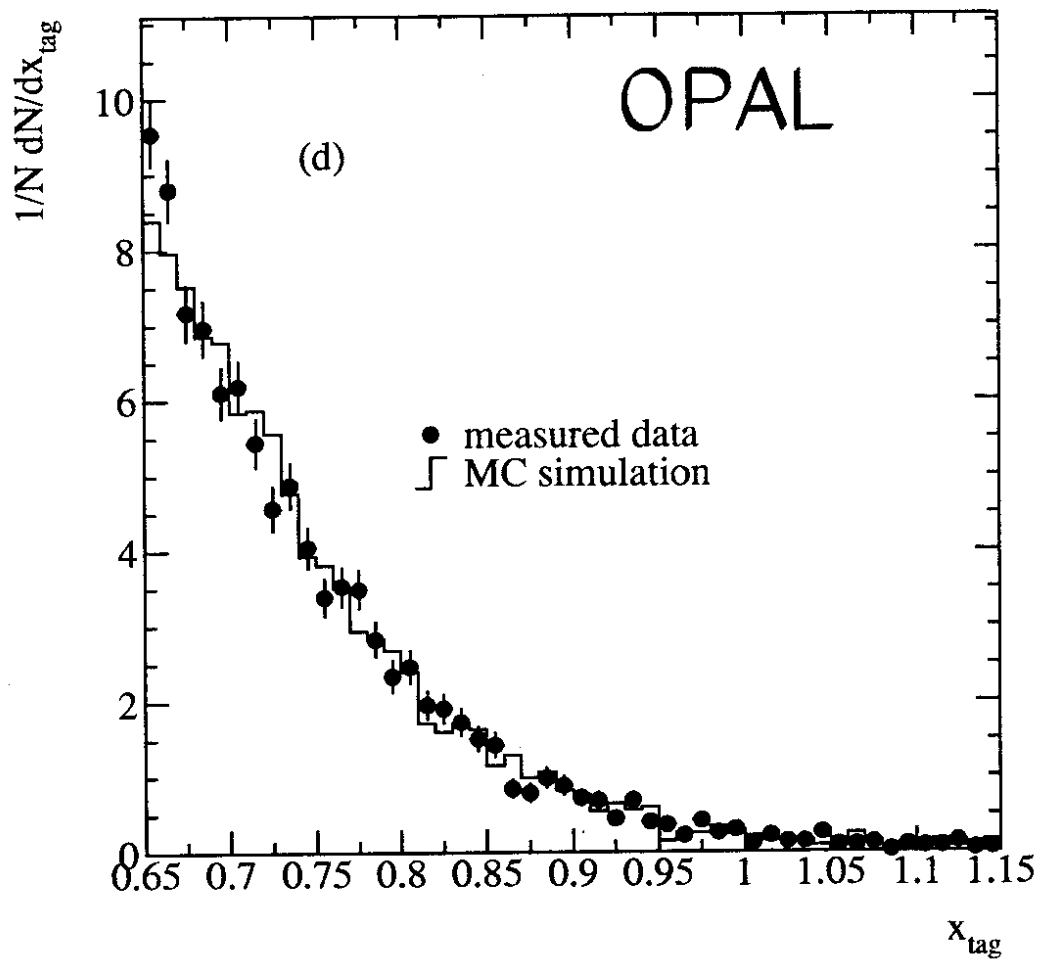 1/N dN/dx_tag
OPAL
(d)
10
8
6
4
2
0
measured data
MC simulation
0.65 0.7 0.75 0.8 0.85 0.9 0.95 1 1.05 1.1 1.15
x_tag